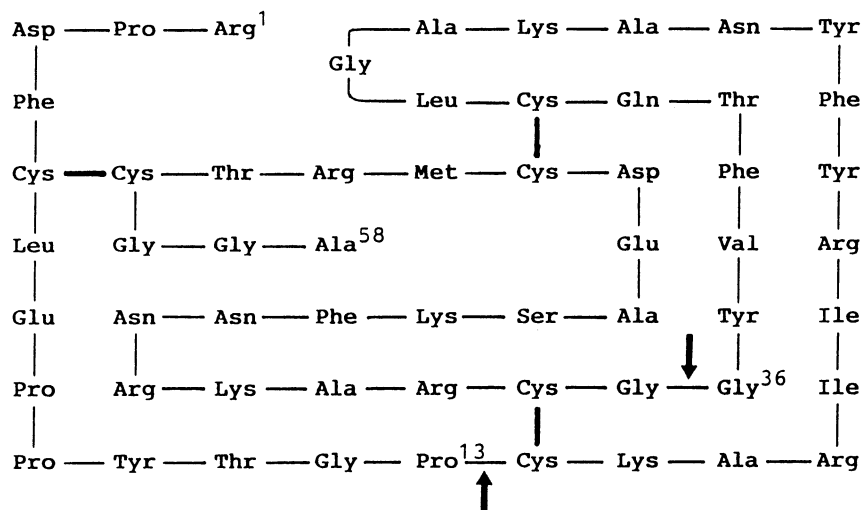 Asp Pro Arg1 Ala Lys Ala Asn Tyr
Gly
Phe Leu Cys Gln Thr Phe
Cys Cys Thr Arg Met Cys Asp Phe Tyr
Leu Gly Gly Ala58 Glu Val Arg
Glu Asn Asn Phe Lys Ser Ala Tyr Ile
Pro Arg Lys Ala Arg Cys Gly Gly36 Ile
Pro Tyr Thr Gly Pro13 Cys Lys Ala Arg